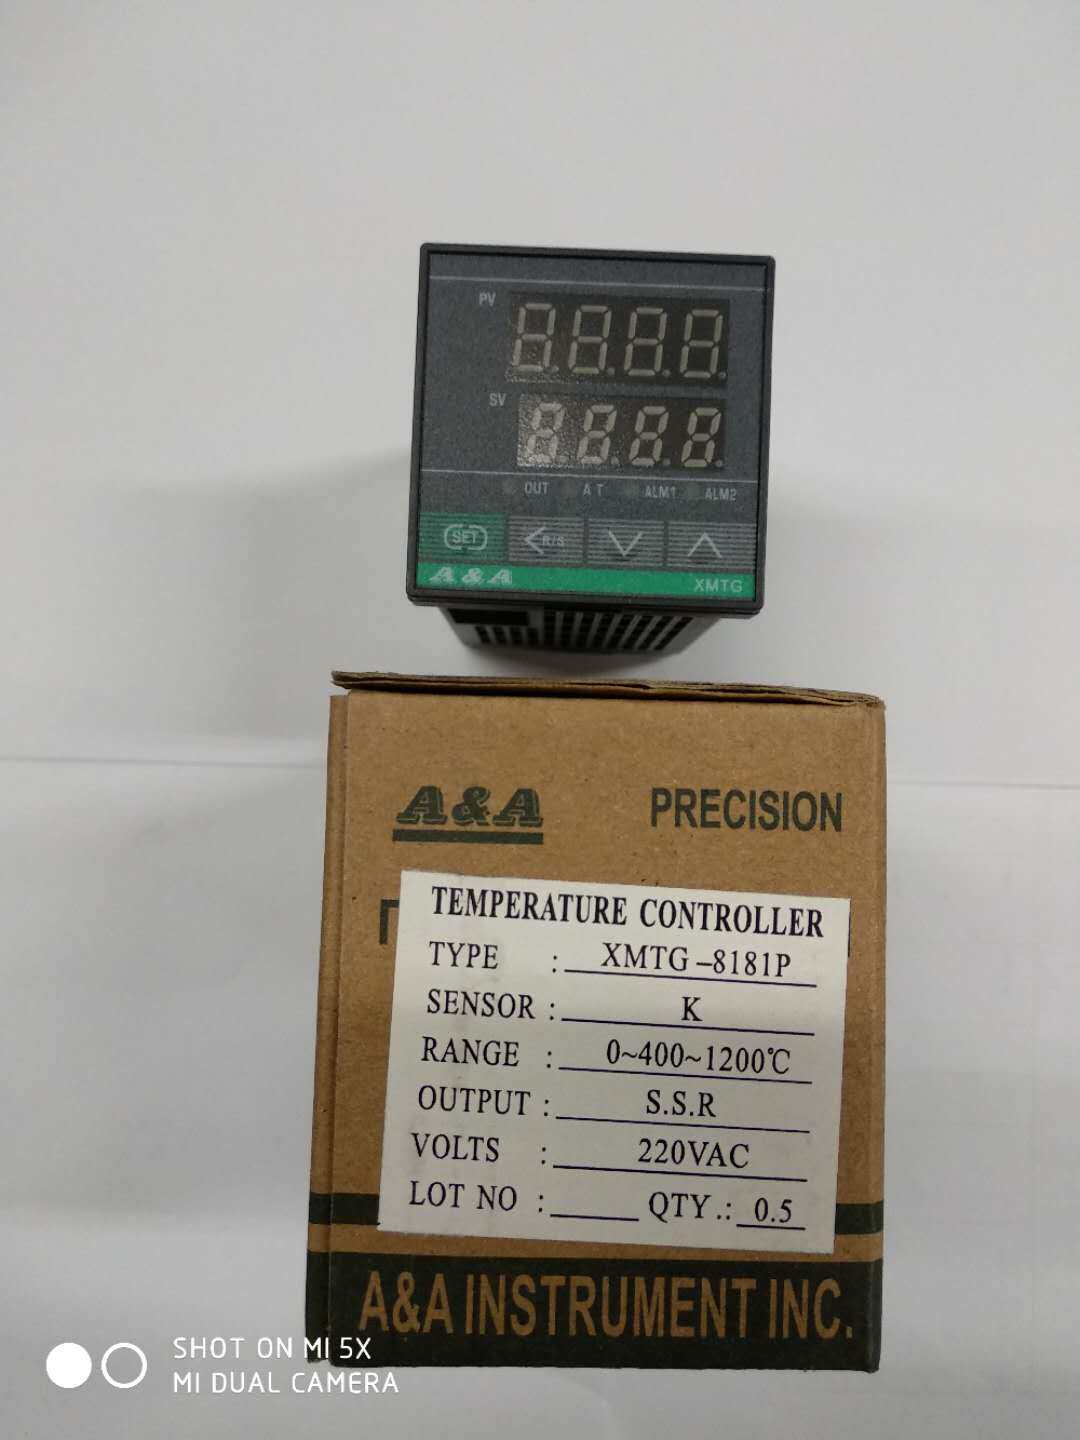 PV
SV
OUT AT ALM1 ALM2
SET R/S
A&A XMTG
A&A PRECISION
TEMPERATURE CONTROLLER
TYPE : XMTG-8181P
SENSOR : K
RANGE : 0~400~1200℃
OUTPUT : S.S.R
VOLTS : 220VAC
LOT NO : QTY.: 0.5
A&A INSTRUMENT INC.
SHOT ON MI 5X
MI DUAL CAMERA